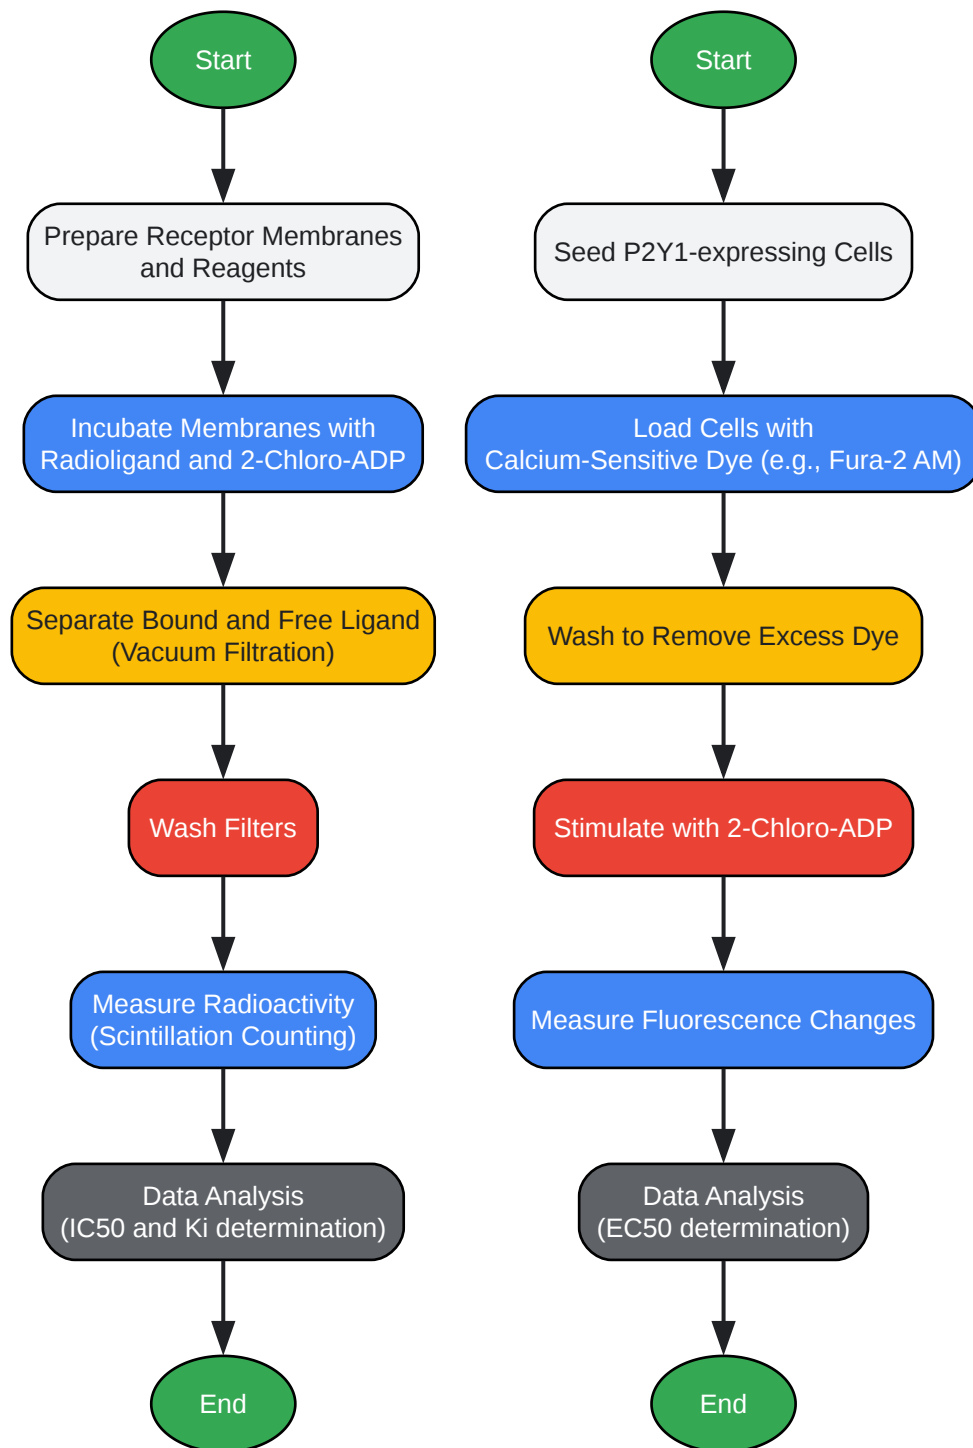 Start
Prepare Receptor Membranes
and Reagents
Incubate Membranes with
Radioligand and 2-Chloro-ADP
Separate Bound and Free Ligand
(Vacuum Filtration)
Wash Filters
Measure Radioactivity
(Scintillation Counting)
Data Analysis
(IC50 and Ki determination)
End
Start
Seed P2Y1-expressing Cells
Load Cells with
Calcium-Sensitive Dye (e.g., Fura-2 AM)
Wash to Remove Excess Dye
Stimulate with 2-Chloro-ADP
Measure Fluorescence Changes
Data Analysis
(EC50 determination)
End